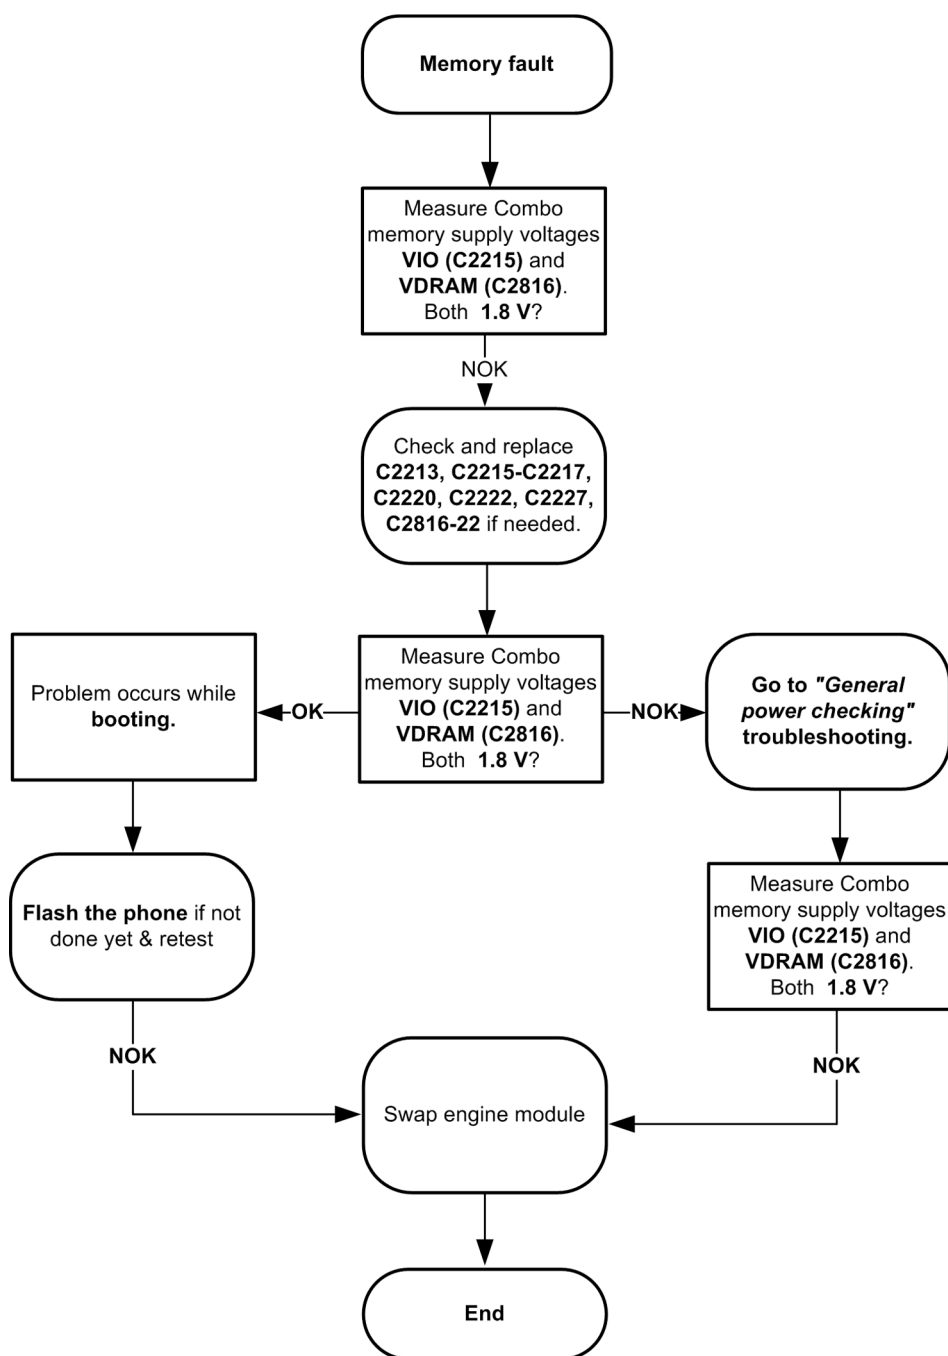 Memory fault
Measure Combo
memory supply voltages
VIO (C2215) and
VDRAM (C2816).
Both 1.8 V?
NOK
Check and replace
C2213, C2215-C2217,
C2220, C2222, C2227,
C2816-22 if needed.
Measure Combo
memory supply voltages
VIO (C2215) and
VDRAM (C2816).
Both 1.8 V?
OK
NOK
Problem occurs while
booting.
Go to "General
power checking"
troubleshooting.
Flash the phone if not
done yet & retest
Measure Combo
memory supply voltages
VIO (C2215) and
VDRAM (C2816).
Both 1.8 V?
NOK
NOK
Swap engine module
End